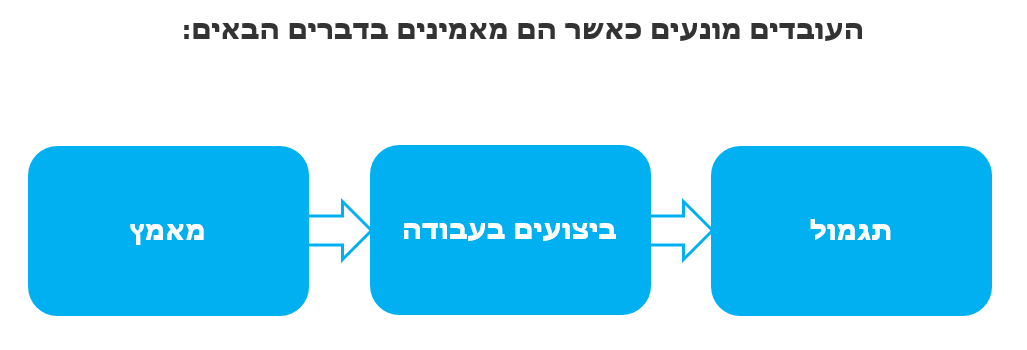 העובדים מונעים כאשר הם מאמינים בדברים הבאים:
מאמץ
ביצועים בעבודה
תגמול